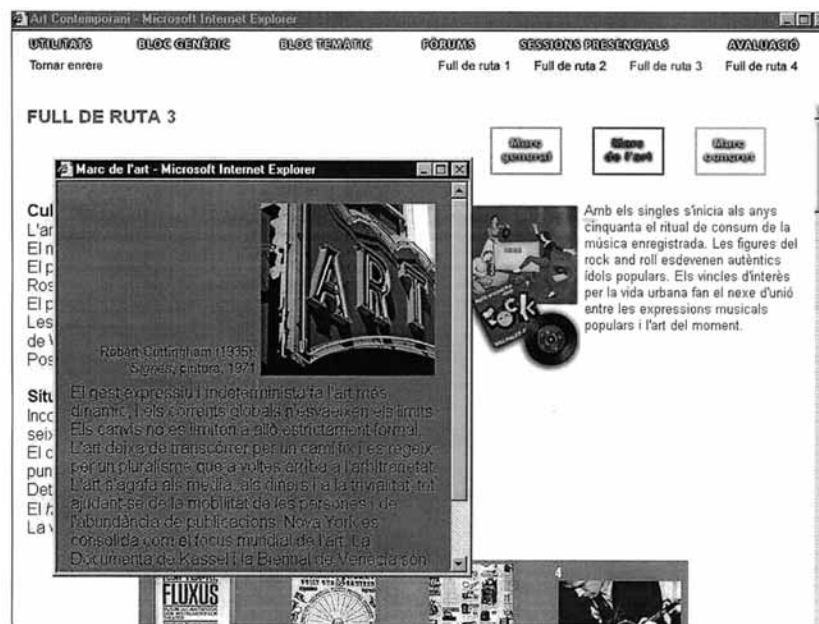 Art Contemporani - Microsoft Internet Explorer
UTILITATS BLOC GENÈRIC BLOC TEMÀTIC FÒRUMS SESSIONS PRESENCIALS AVALUACIÓ
Tornar enrere Full de ruta 1 Full de ruta 2 Full de ruta 3 Full de ruta 4
FULL DE RUTA 3
Marc general
Marc de l'art
Marc concret
Marc de l'art - Microsoft Internet Explorer
Cul
L'ar
El
El p
Ros
El p
Les
de
Pos
Situ
Inco
seix
El c
pun
Det
El
La
ART
Robert Cuttingham (1935)
Signes, pintura, 1971
El gest expressiu i indeterminista fa l'art més
dinàmic, i els corrents globals n'esvaeixen els límits.
Els canvis no es limiten a allò estrictament formal.
L'art deixa de transcórrer per un camí fix i es regeix
per un pluralisme que a voltes arriba a l'arbitrarietat.
L'art s'agafa als media, als diners i a la trivialitat, tot
ajudant-se de la mobilitat de les persones i de
l'abundància de publicacions. Nova York es
consolida com el focus mundial de l'art. La
Documenta de Kassel i la Biennal de Venècia són
rock
Amb els singles s'inicia als anys
cinquanta el ritual de consum de la
música enregistrada. Les figures del
rock and roll esdevenen autèntics
ídols populars. Els vincles d'interès
per la vida urbana fan el nexe d'unió
entre les expressions musicals
populars i l'art del moment.
FLUXUS
4